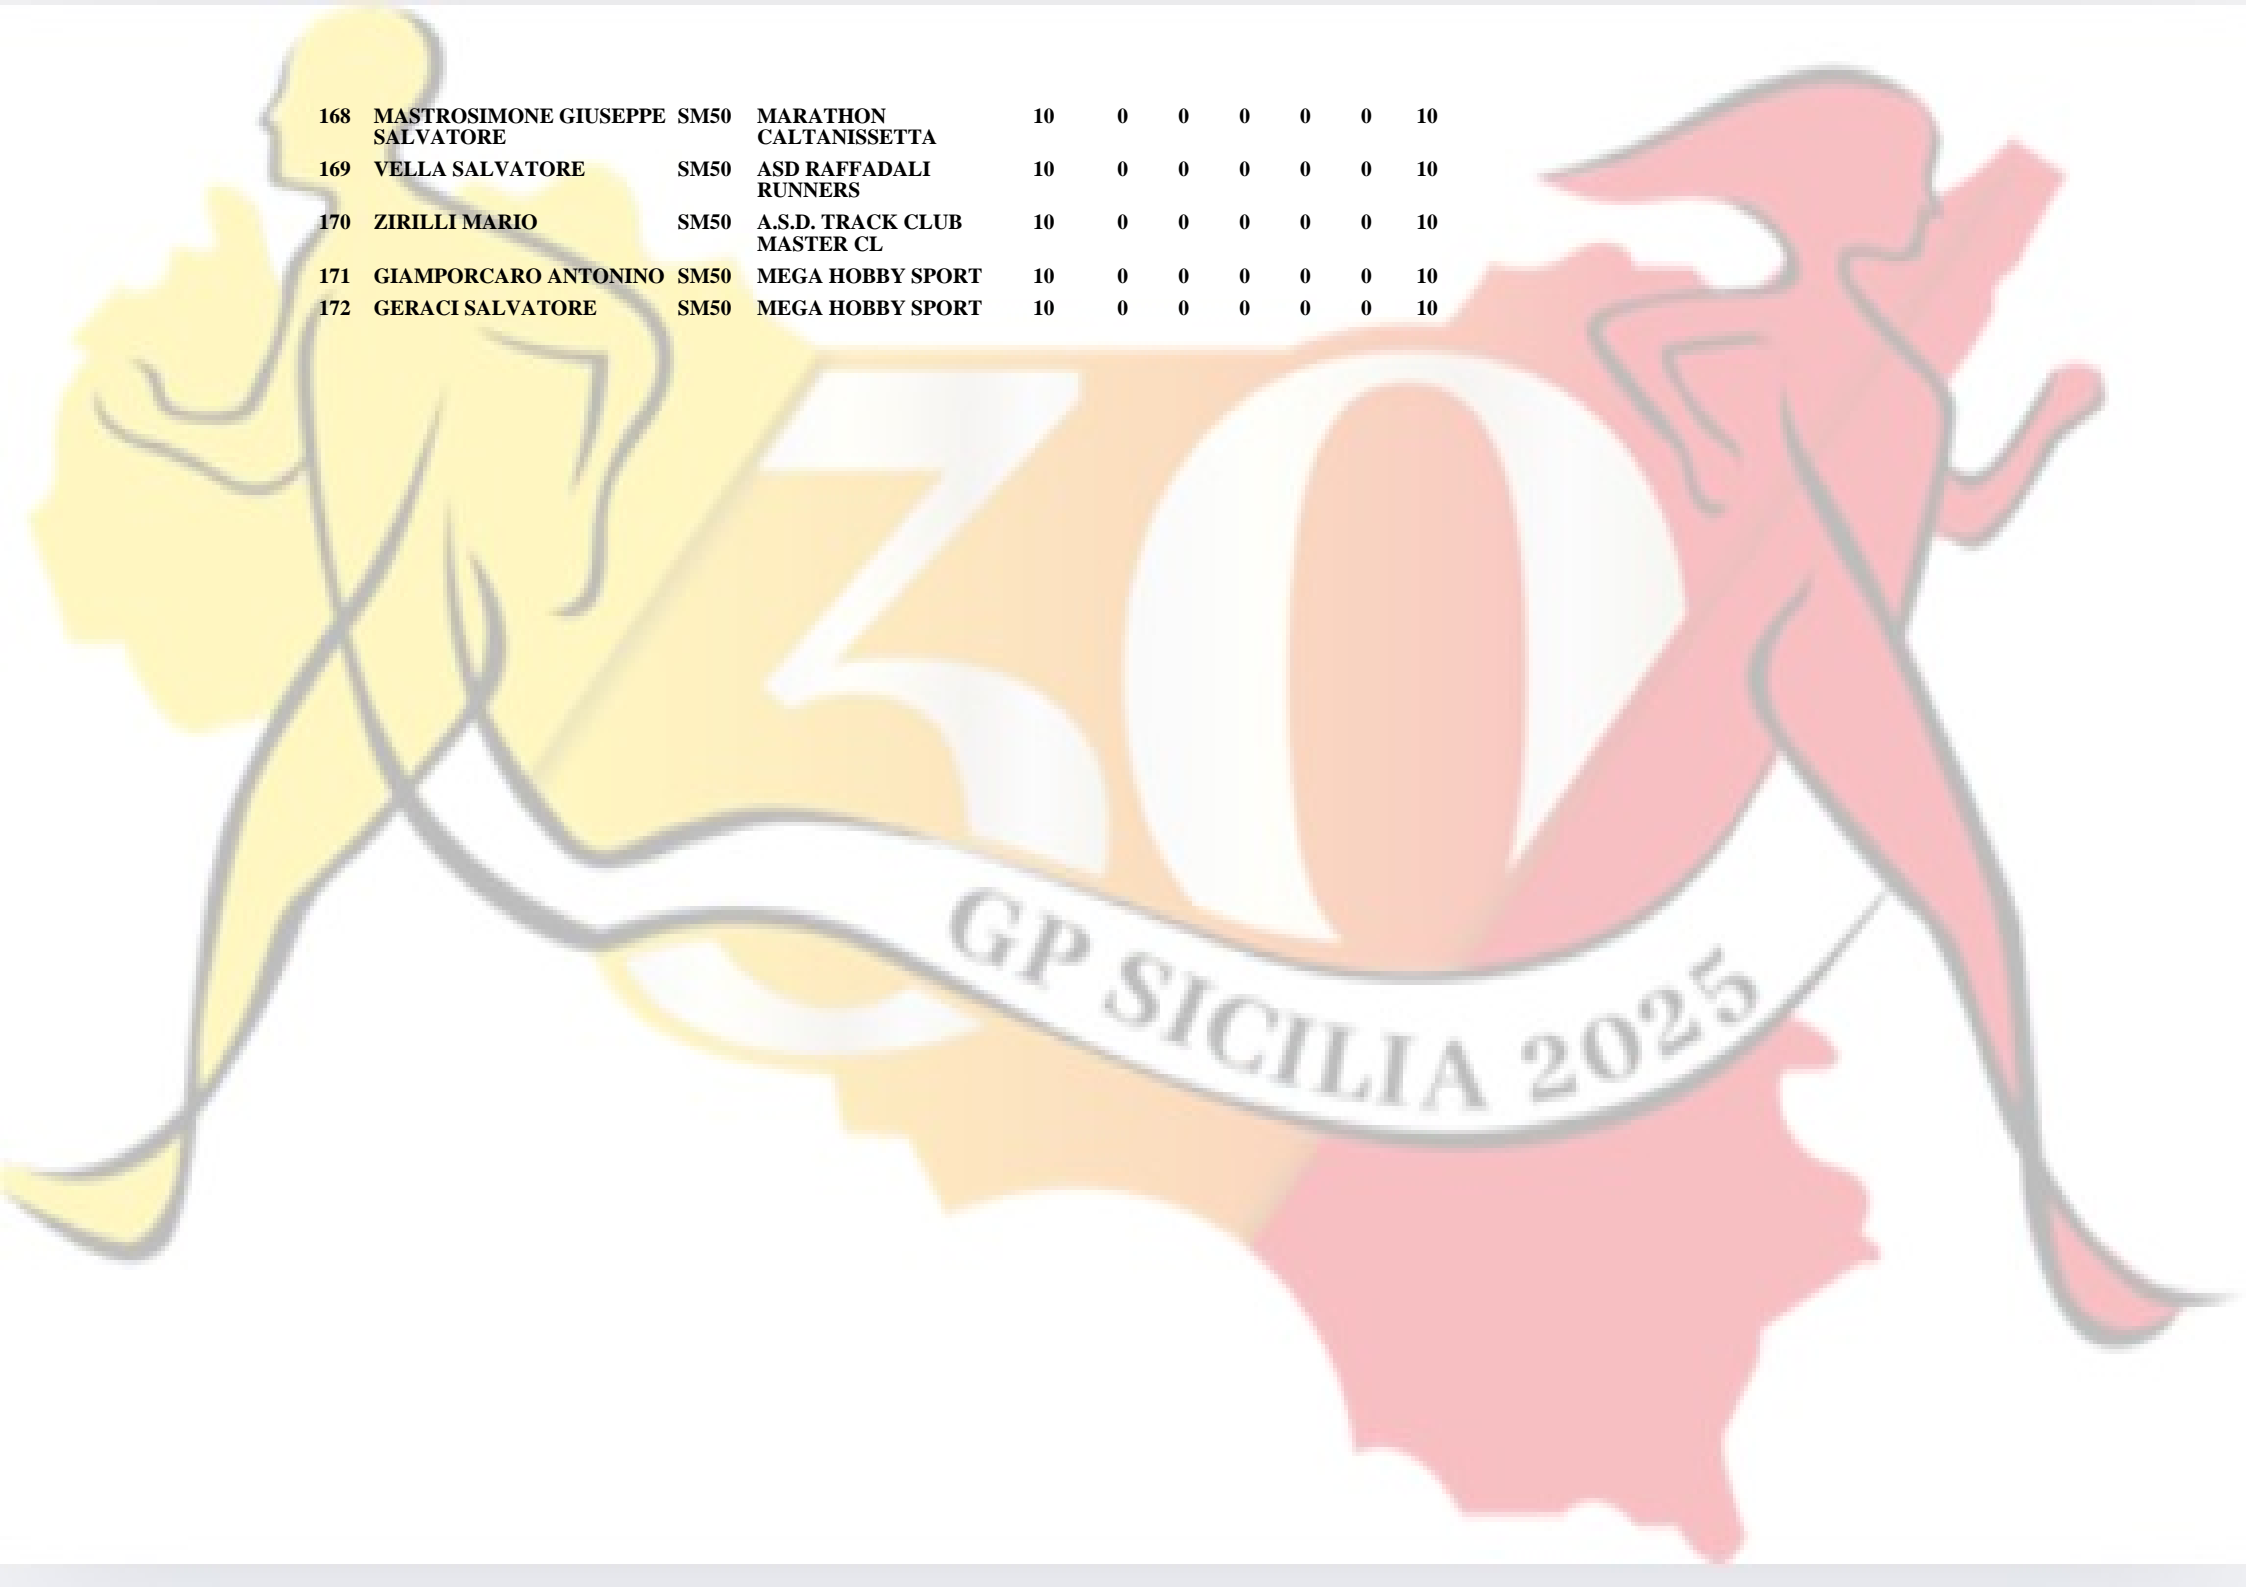 168 MASTROSIMONE GIUSEPPE SM50 MARATHON 10 0 0 0 0 0 10
SALVATORE CALTANISSETTA
169 VELLA SALVATORE SM50 ASD RAFFADALI 10 0 0 0 0 0 10
RUNNERS
170 ZIRILLI MARIO SM50 A.S.D. TRACK CLUB 10 0 0 0 0 0 10
MASTER CL
171 GIAMPORCARO ANTONINO SM50 MEGA HOBBY SPORT 10 0 0 0 0 0 10
172 GERACI SALVATORE SM50 MEGA HOBBY SPORT 10 0 0 0 0 0 10
30
GP SICILIA 2025